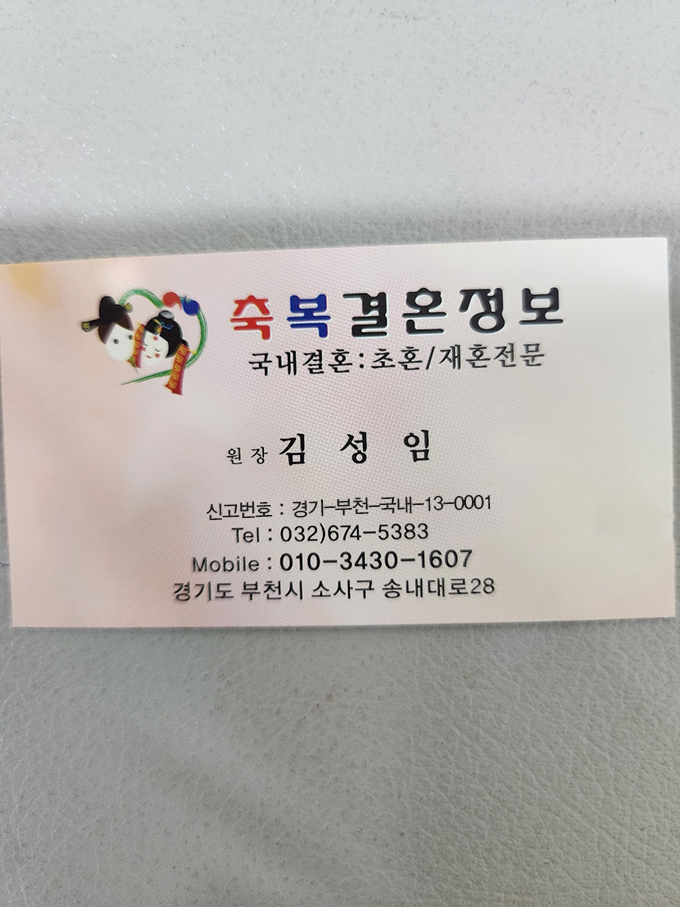 축복결혼정보
국내결혼:초혼/재혼전문
원장 김 성 임
신고번호 : 경기-부천-국내-13-0001
Tel : 032)674-5383
Mobile : 010-3430-1607
경기도 부천시 소사구 송내대로28